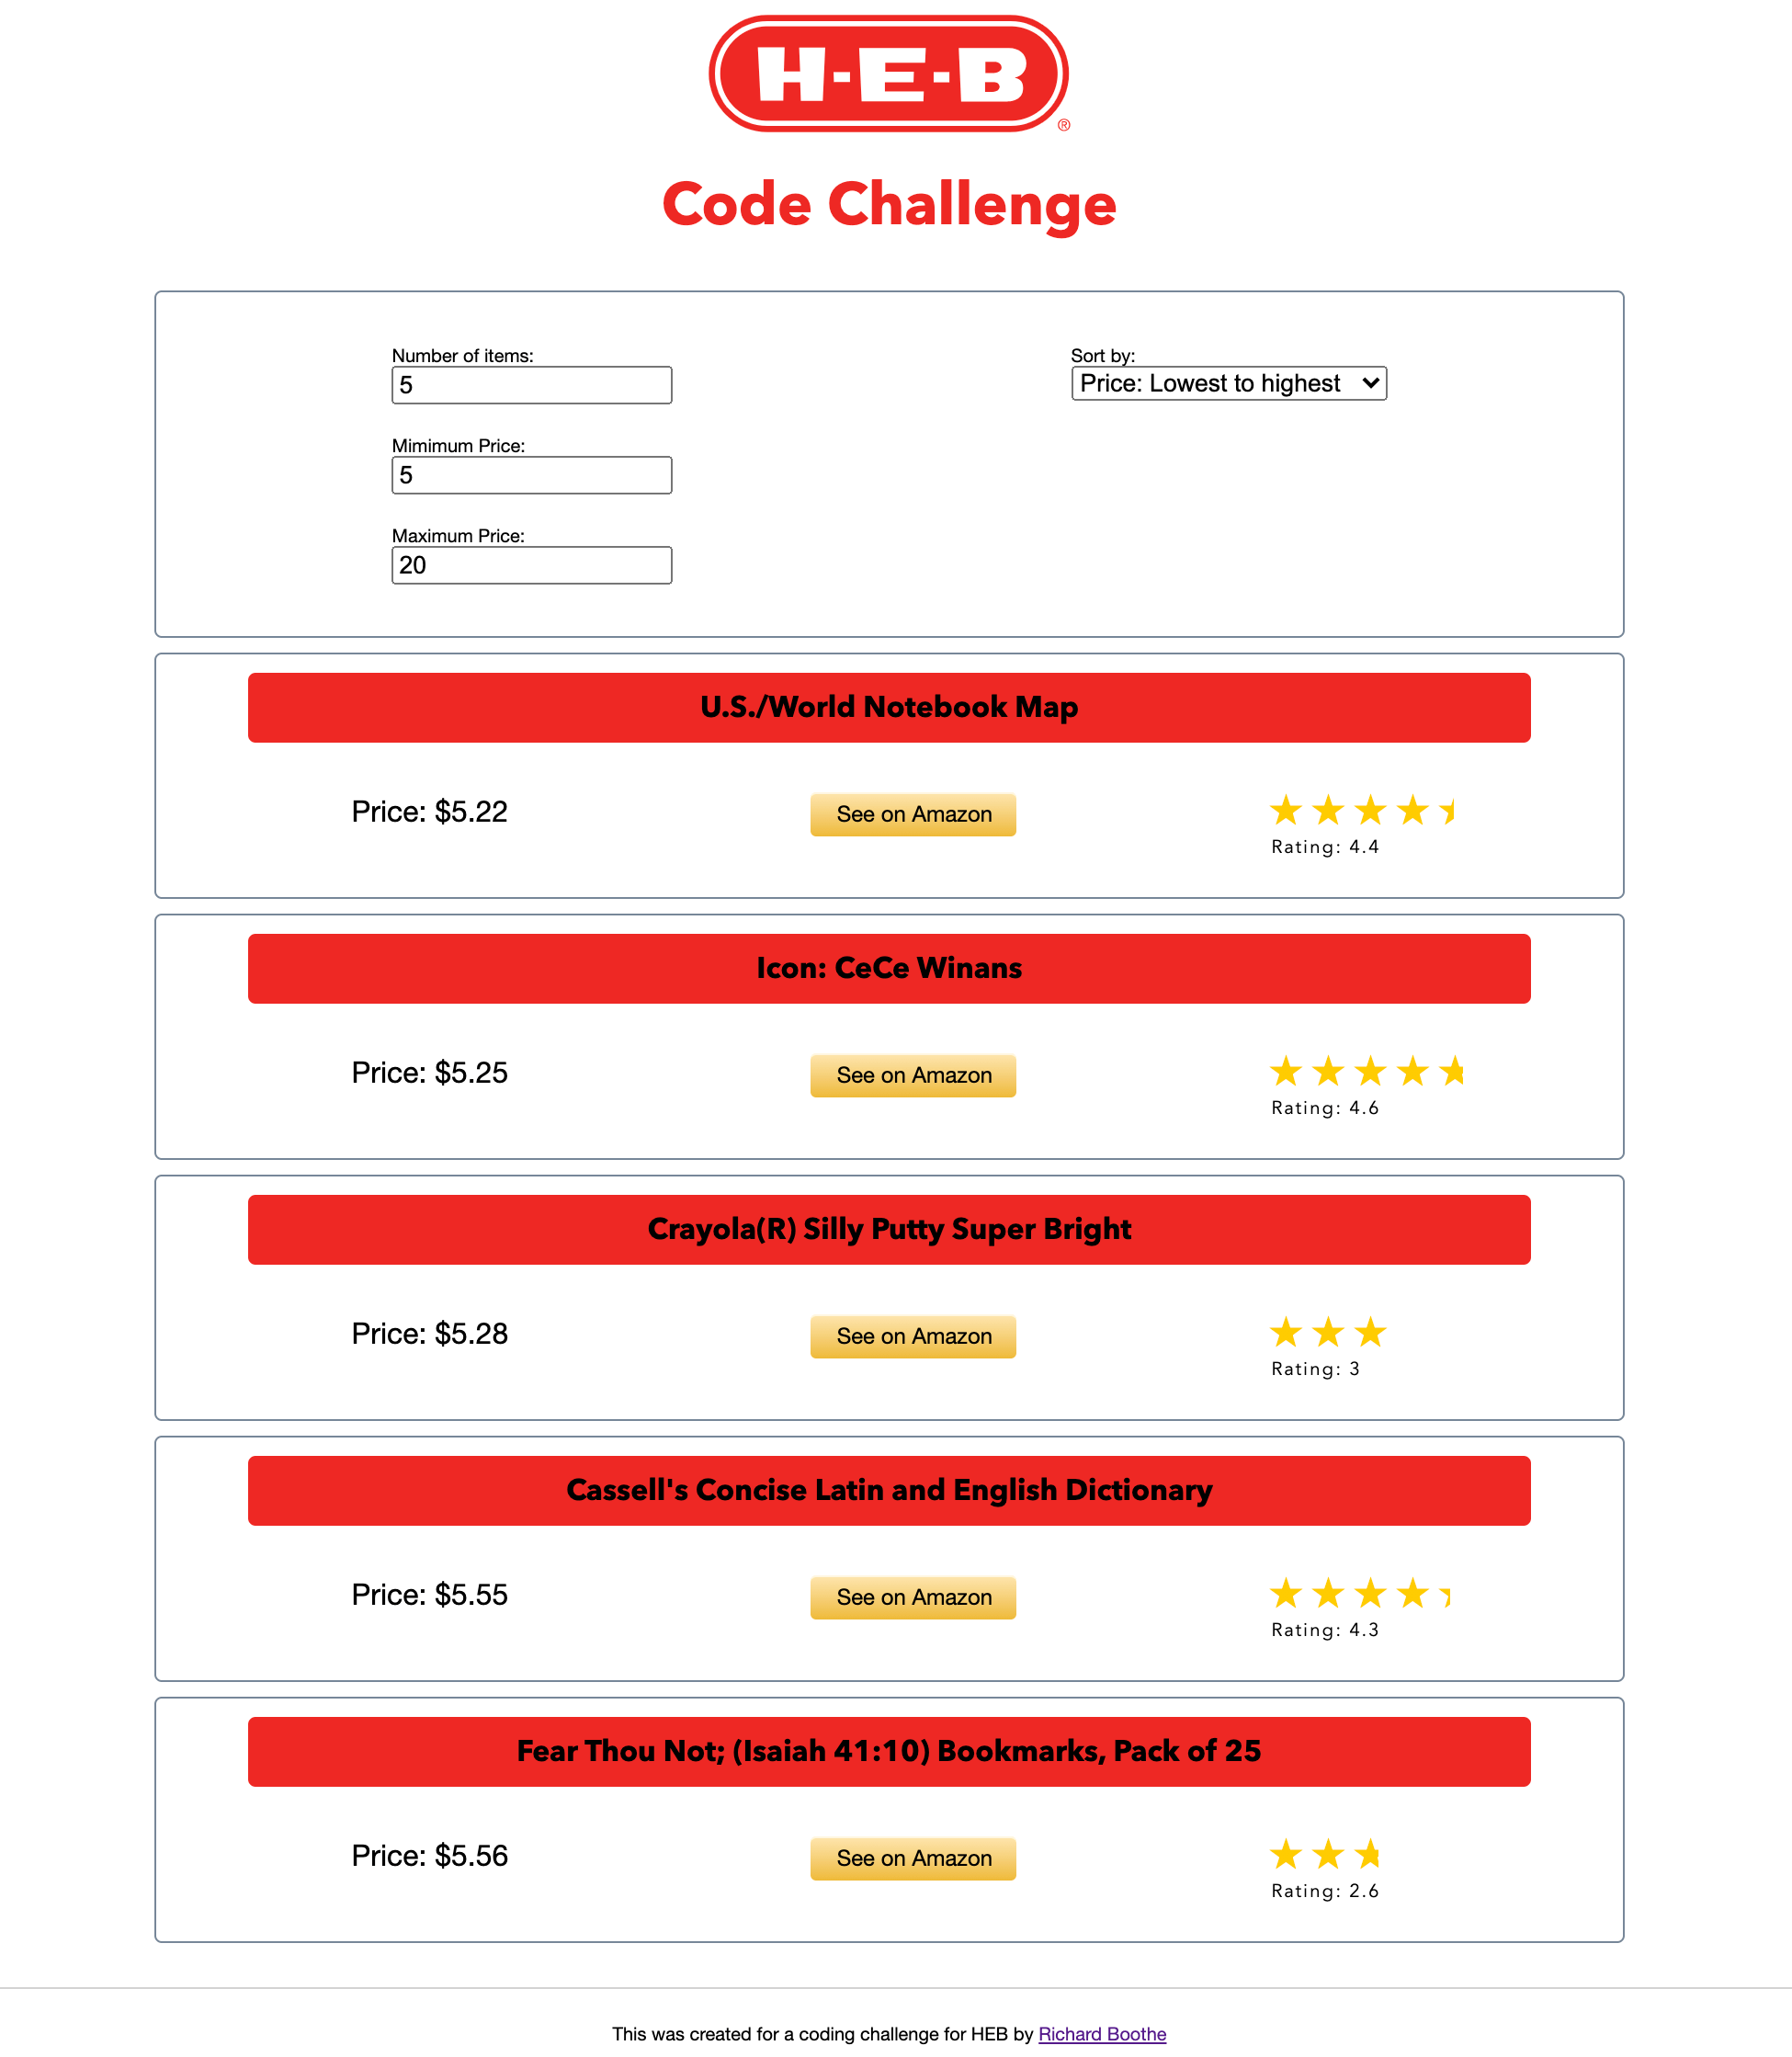 H-E-B
®
Code Challenge
Number of items:
5
Sort by:
Price: Lowest to highest
Mimimum Price:
5
Maximum Price:
20
U.S./World Notebook Map
Price: $5.22
See on Amazon
Rating: 4.4
Icon: CeCe Winans
Price: $5.25
See on Amazon
Rating: 4.6
Crayola(R) Silly Putty Super Bright
Price: $5.28
See on Amazon
Rating: 3
Cassell's Concise Latin and English Dictionary
Price: $5.55
See on Amazon
Rating: 4.3
Fear Thou Not; (Isaiah 41:10) Bookmarks, Pack of 25
Price: $5.56
See on Amazon
Rating: 2.6
This was created for a coding challenge for HEB by Richard Boothe